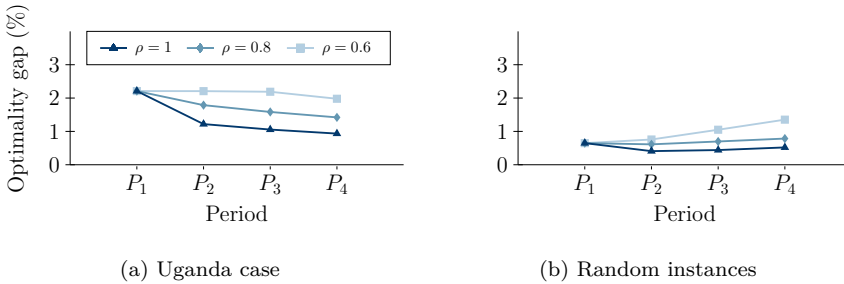 Optimality gap (%)
ρ = 1
ρ = 0.8
ρ = 0.6
3
2
1
0
P₁ P₂ P₃ P₄
Period
(a) Uganda case
3
2
1
0
P₁ P₂ P₃ P₄
Period
(b) Random instances